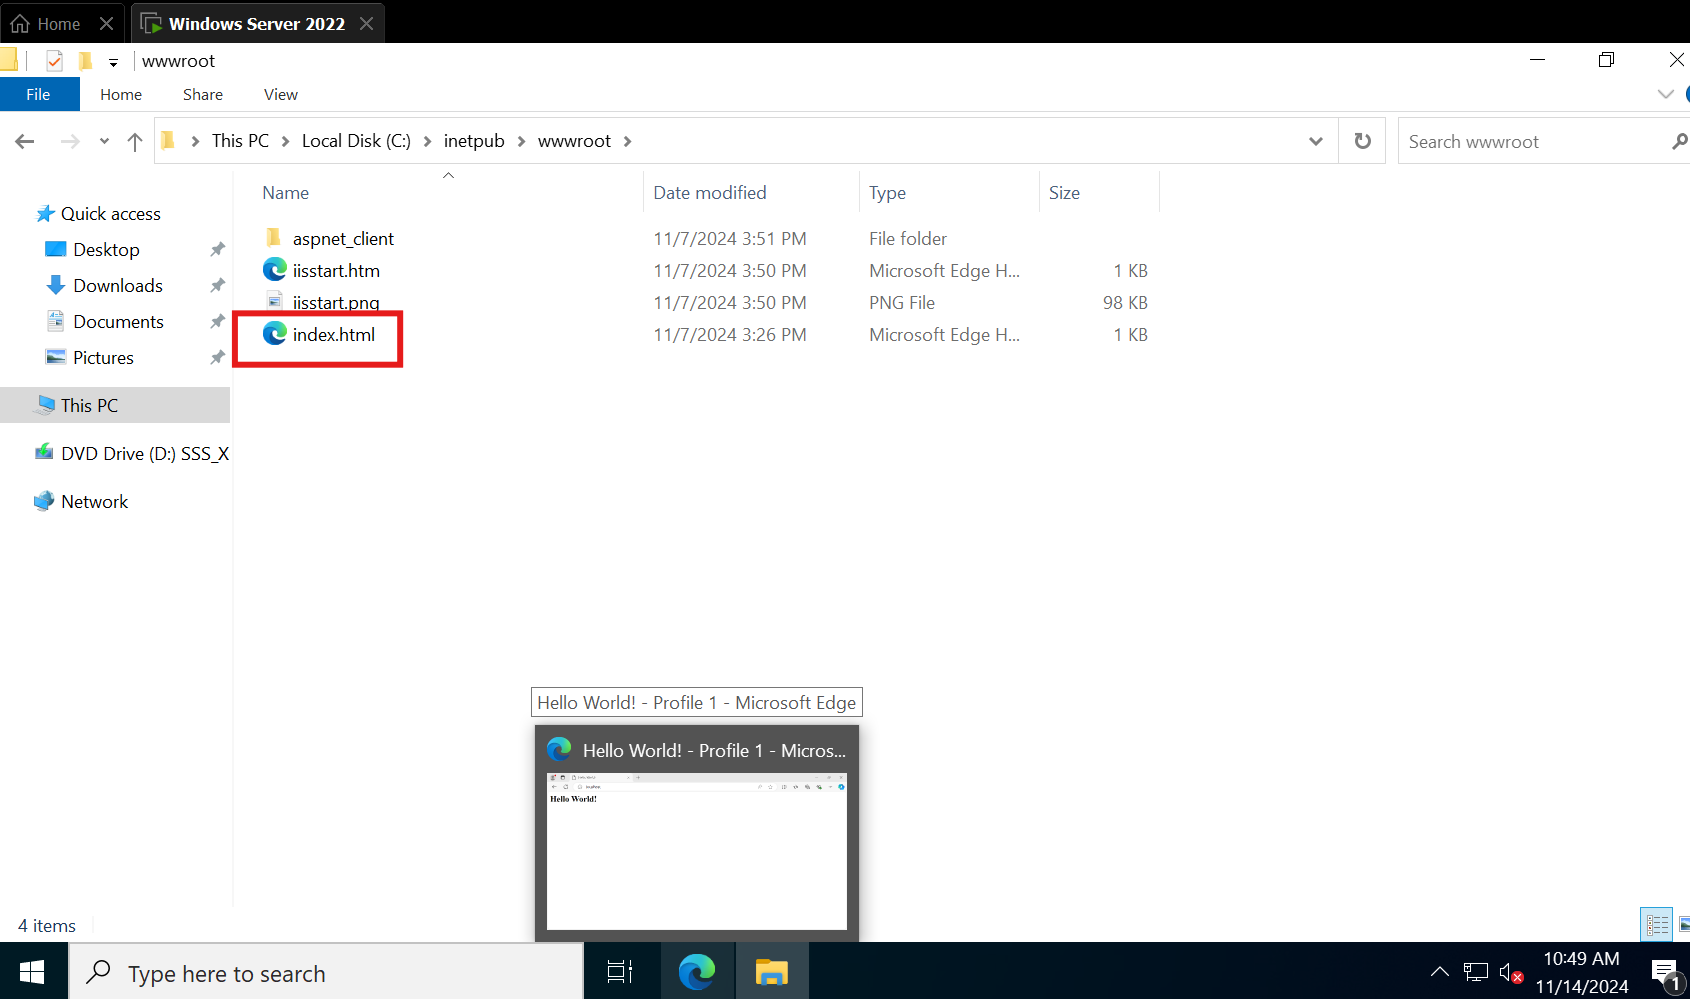 Home
Windows Server 2022
wwwroot
File Home Share View
This PC Local Disk (C:) inetpub wwwroot
Search wwwroot
Name Date modified Type Size
Quick access
Desktop
Downloads
Documents
Pictures
This PC
DVD Drive (D:) SSS_X
Network
aspnet_client 11/7/2024 3:51 PM File folder
iisstart.htm 11/7/2024 3:50 PM Microsoft Edge H... 1 KB
iisstart.png 11/7/2024 3:50 PM PNG File 98 KB
index.html 11/7/2024 3:26 PM Microsoft Edge H... 1 KB
Hello World! - Profile 1 - Microsoft Edge
Hello World! - Profile 1 - Micros...
Hello World!
4 items
Type here to search
10:49 AM
11/14/2024
1